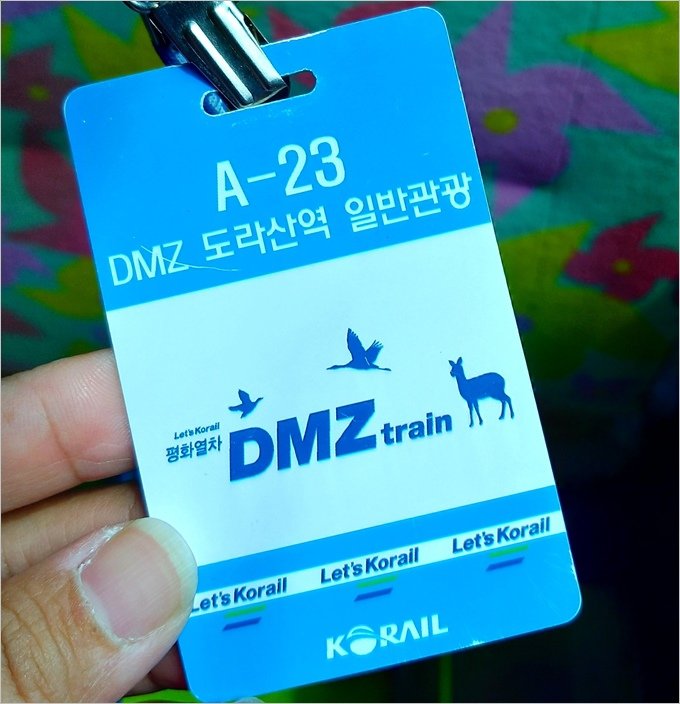 A-23
DMZ 도라산역 일반관광
Let's Korail
평화열차
DMZ train
Let's Korail
Let's Korail
Let's Korail
KORAIL